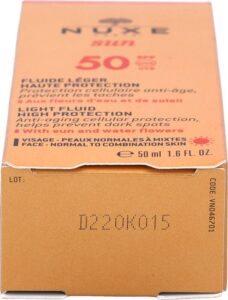 NUXE
sun
50 SPF
FLUIDE LÉGER
HAUTE PROTECTION
Protection cellulaire anti-âge,
prévient les taches
Aux fleurs d'eau et de soleil
LIGHT FLUID
HIGH PROTECTION
Anti-aging cellular protection,
helps prevent dark spots
With sun and water flowers
VISAGE - PEAUX NORMALES À MIXTES
FACE - NORMAL TO COMBINATION SKIN
50 ml 1.6 FL. OZ.
LOT:
D220K015
CODE VN046701